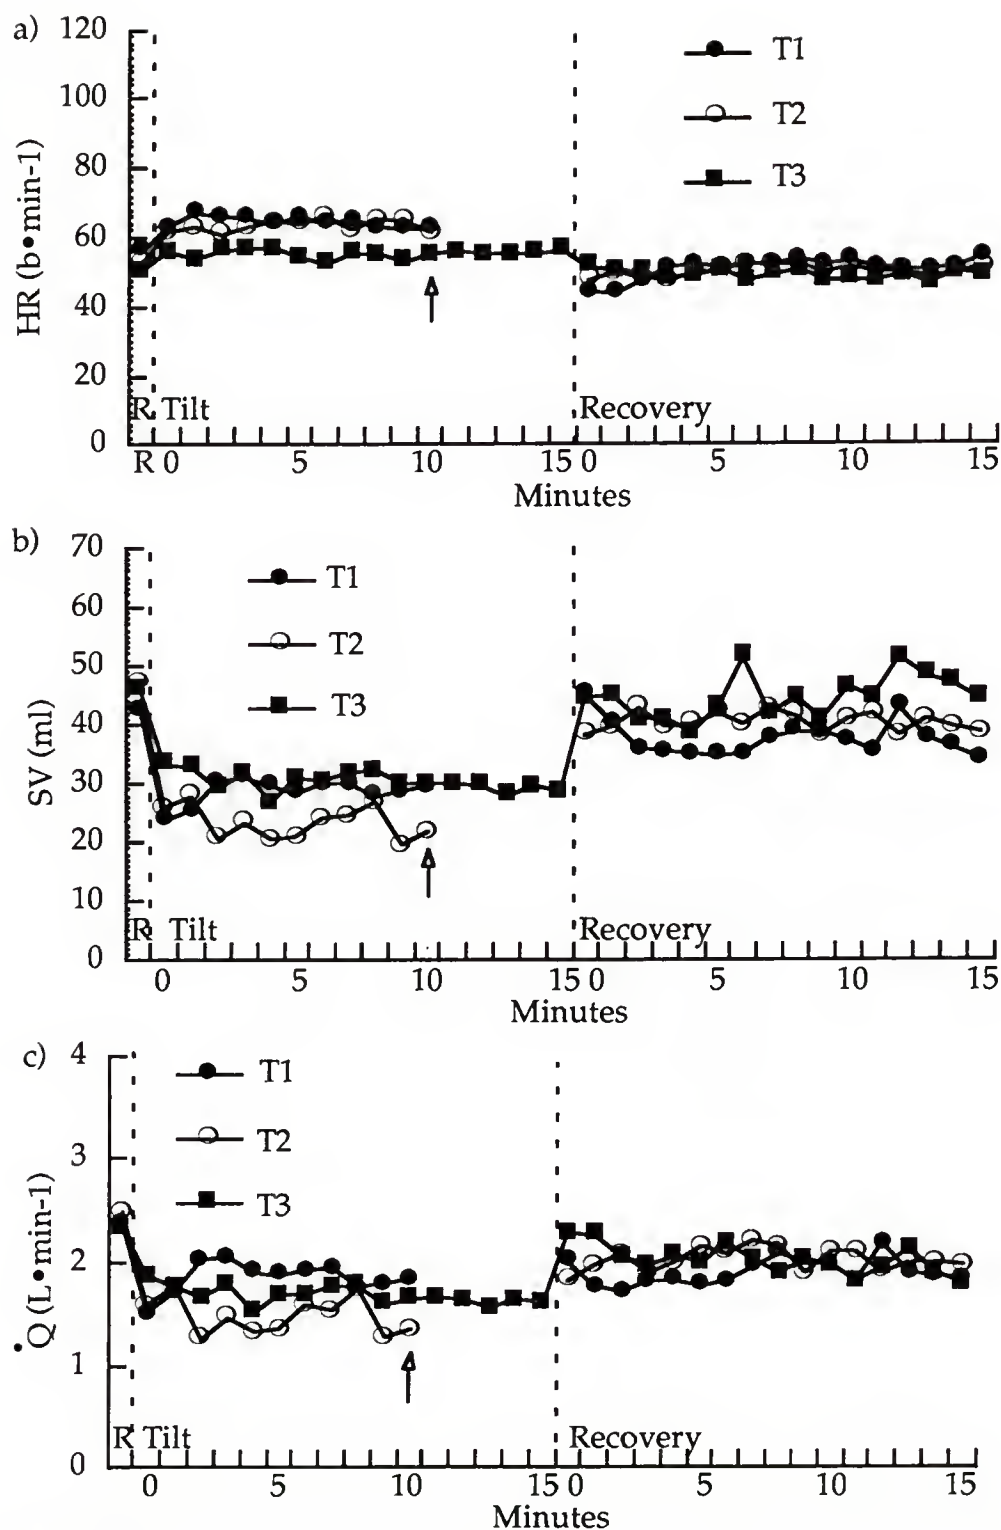 a)
120
100
80
60
40
20
0
HR (b•min-1)
T1
T2
T3
R Tilt
Recovery
R 0 5 10 15 0 5 10 15
Minutes
b)
70
60
50
40
30
20
10
0
SV (ml)
T1
T2
T3
R Tilt
Recovery
0 5 10 15 0 5 10 15
Minutes
c)
4
3
2
1
0
Q̇ (L•min-1)
T1
T2
T3
R Tilt
Recovery
0 5 10 15 0 5 10 15
Minutes